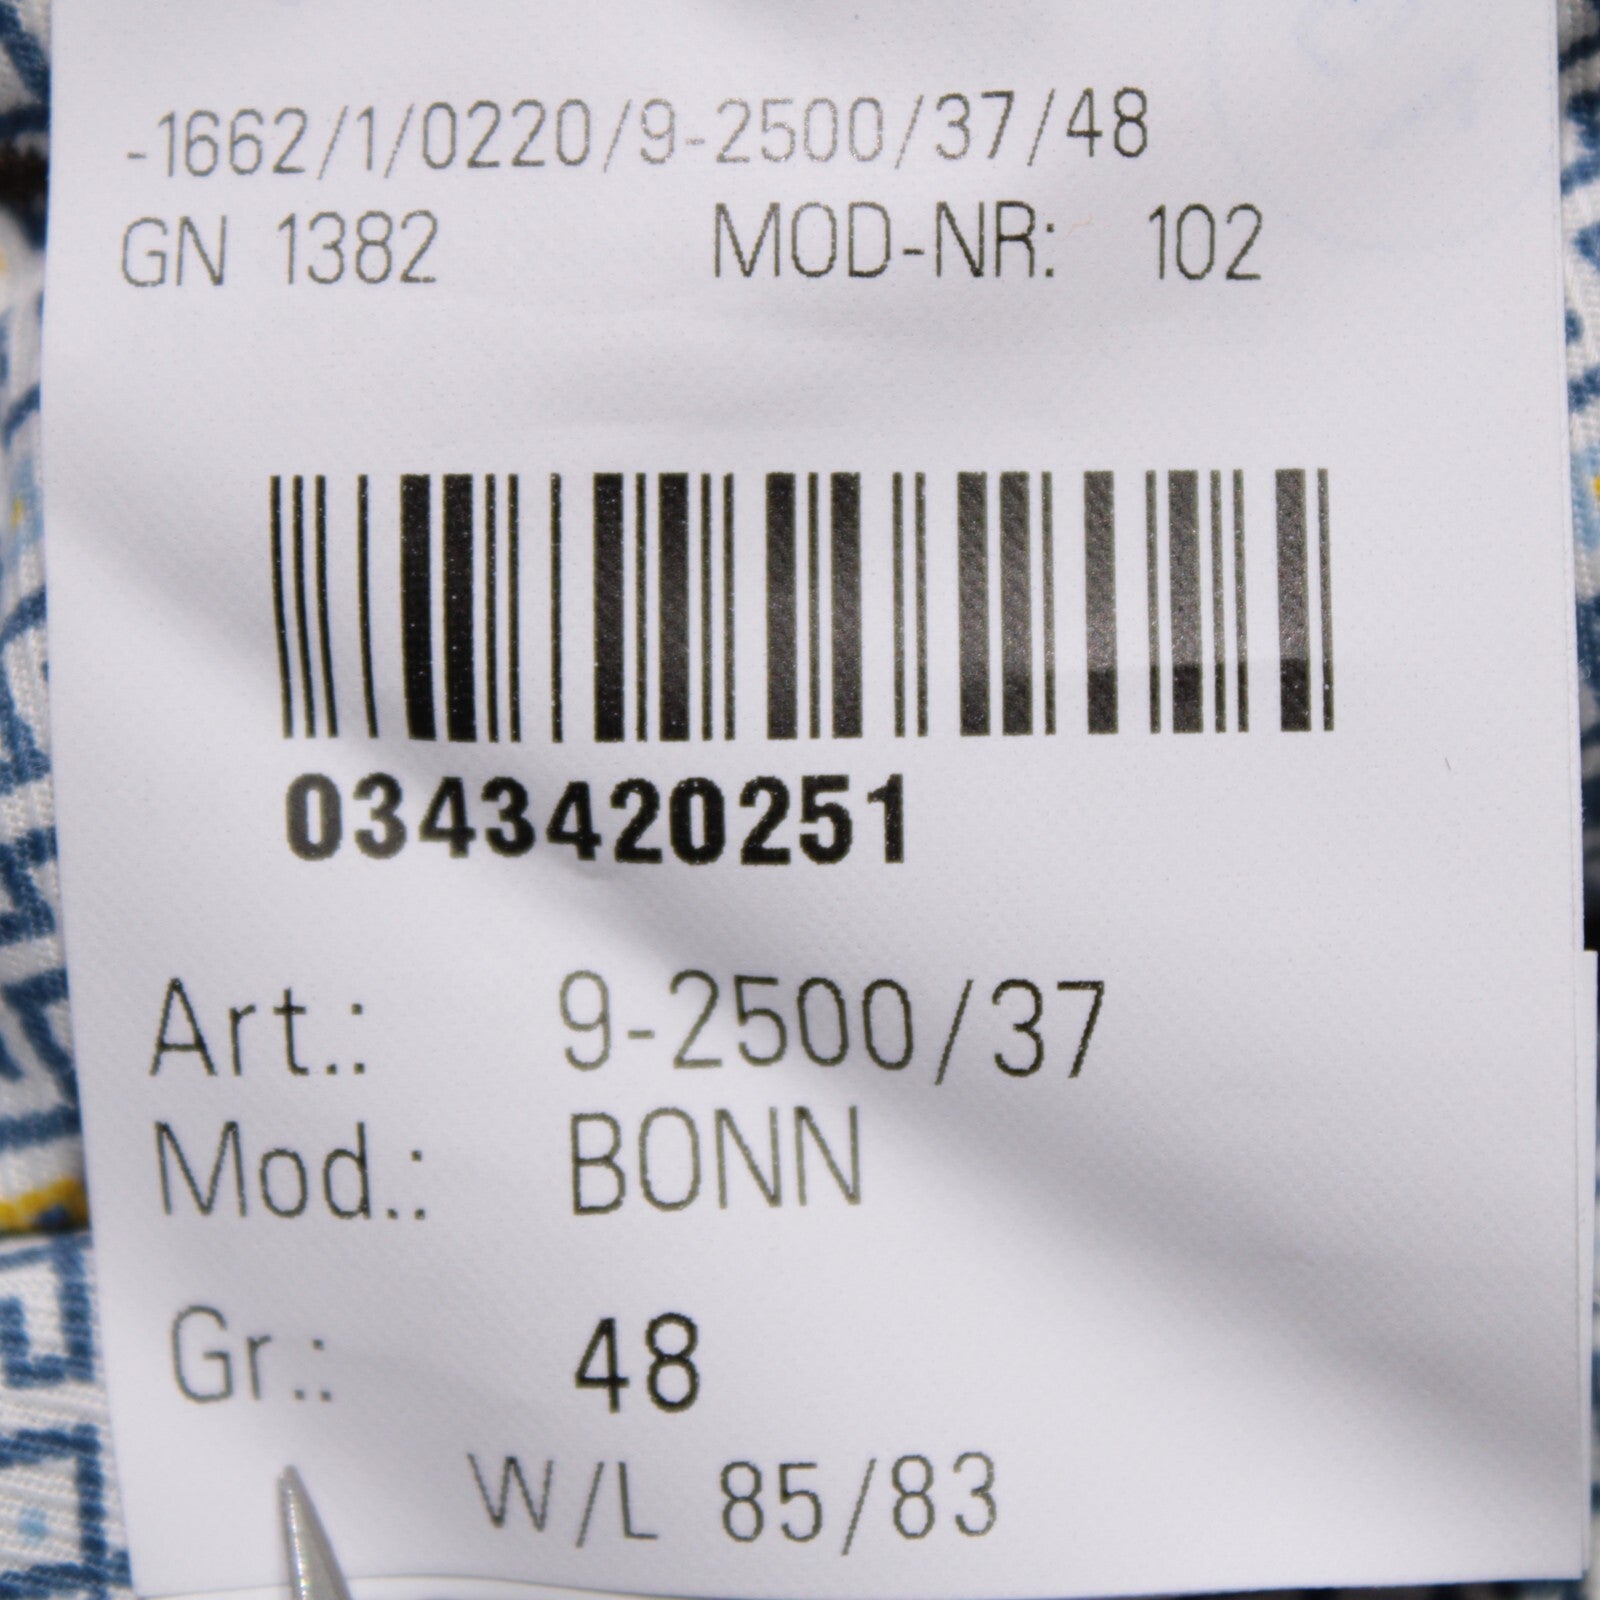 -1662/1/0220/9-2500/37/48
GN 1382 MOD-NR: 102
0343420251
Art.: 9-2500/37
Mod.: BONN
Gr.: 48
W/L 85/83